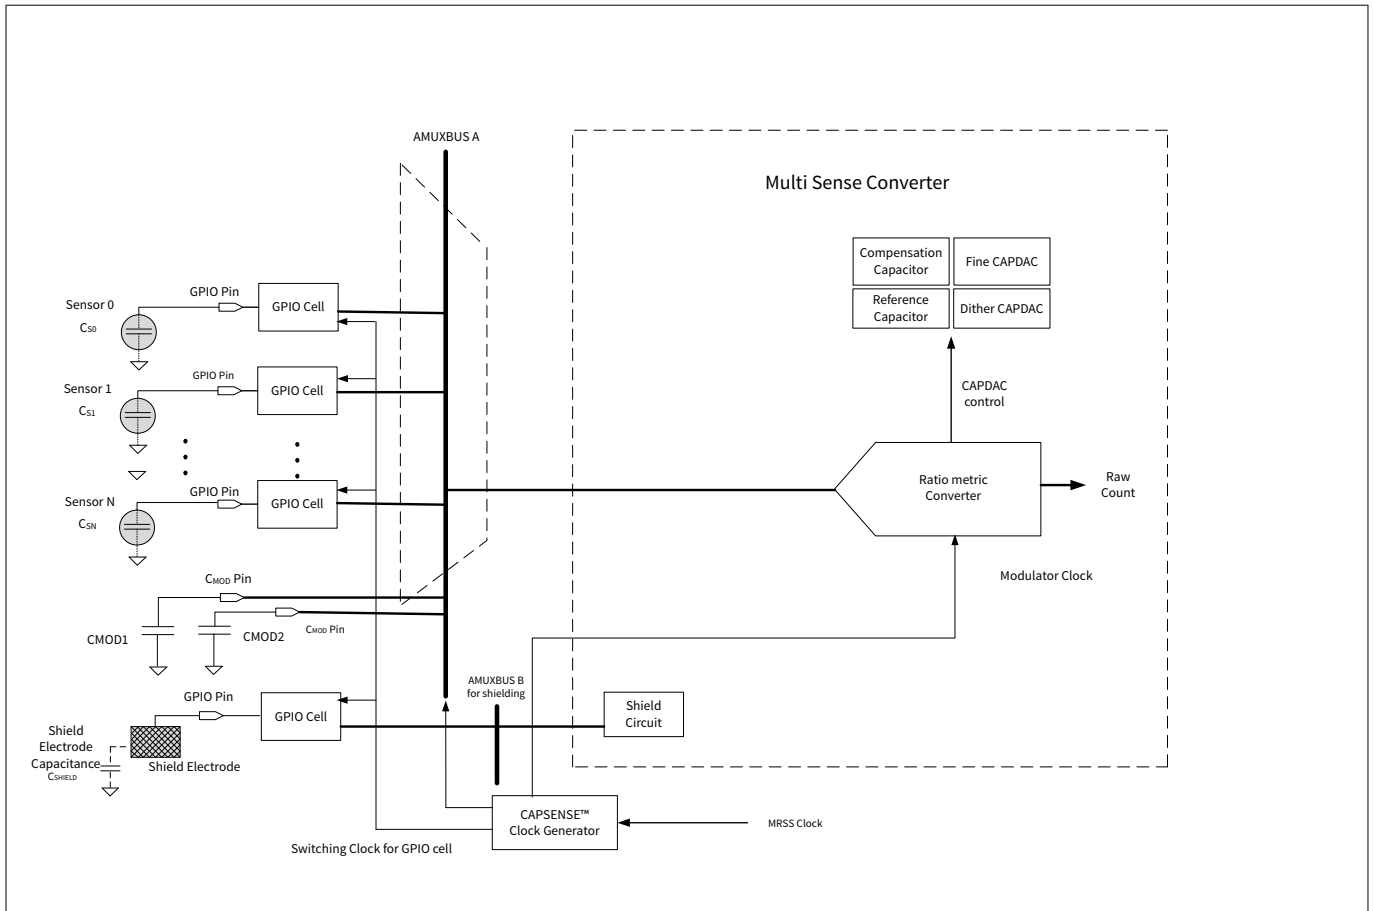 AMUXBUS A
Multi Sense Converter
Compensation
Capacitor
Fine CAPDAC
Reference
Capacitor
Dither CAPDAC
Sensor 0
CS0
GPIO Pin
GPIO Cell
Sensor 1
CS1
GPIO Pin
GPIO Cell
CAPDAC
control
Sensor N
CSN
GPIO Pin
GPIO Cell
Ratio metric
Converter
Raw
Count
Modulator Clock
CMOD Pin
CMOD1
CMOD2
CMOD Pin
AMUXBUS B
for shielding
GPIO Pin
GPIO Cell
Shield
Circuit
Shield
Electrode
Capacitance
CSHIELD
Shield Electrode
CAPSENSE™
Clock Generator
MRSS Clock
Switching Clock for GPIO cell